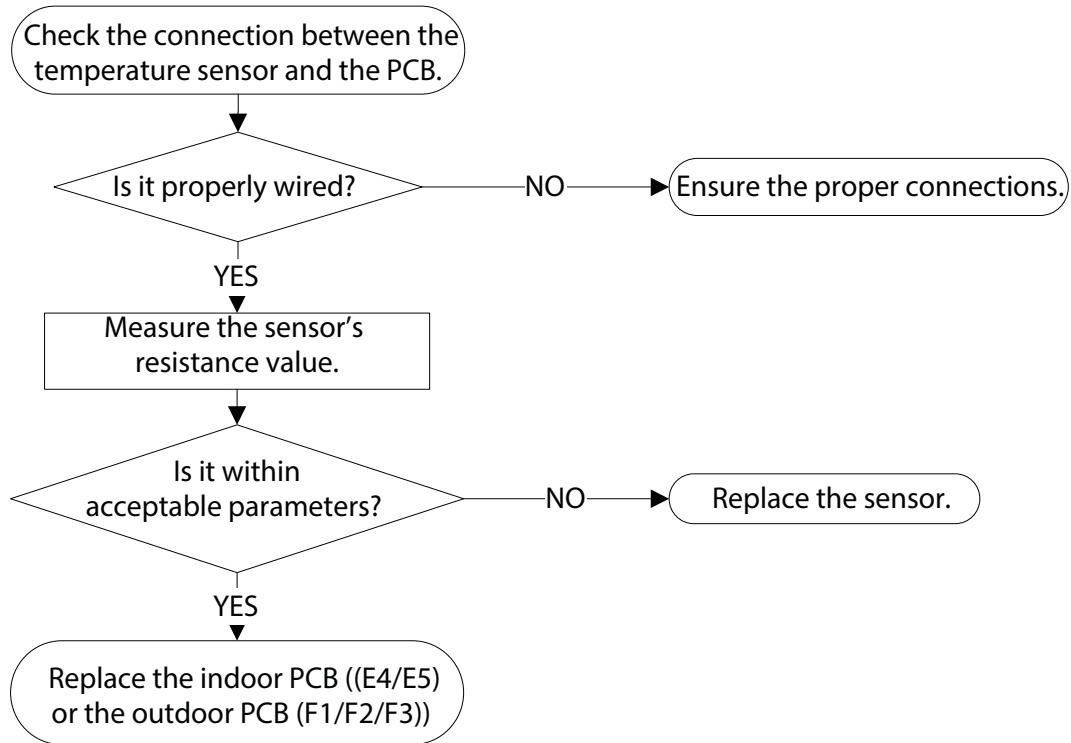 Check the connection between the
temperature sensor and the PCB.
Is it properly wired?
NO
Ensure the proper connections.
YES
Measure the sensor’s
resistance value.
Is it within
acceptable parameters?
NO
Replace the sensor.
YES
Replace the indoor PCB ((E4/E5)
or the outdoor PCB (F1/F2/F3))